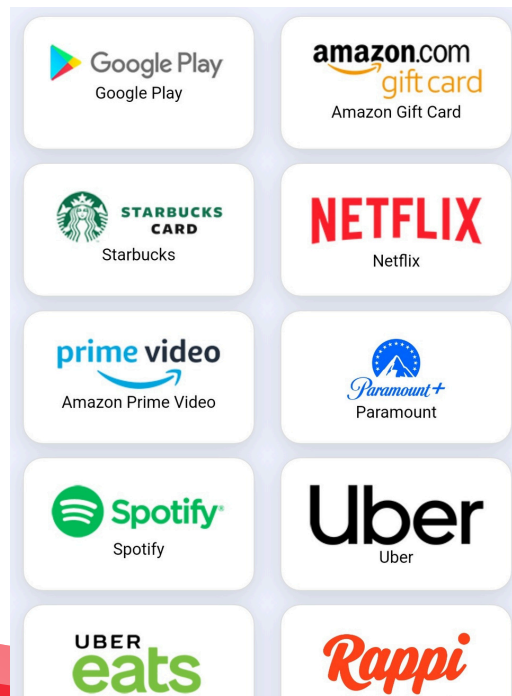 Google Play
Google Play
amazon.com
gift card
Amazon Gift Card
STARBUCKS
CARD
Starbucks
NETFLIX
Netflix
prime video
Amazon Prime Video
Paramount+
Paramount
Spotify
Spotify
Uber
Uber
UBER
eats
Rappi